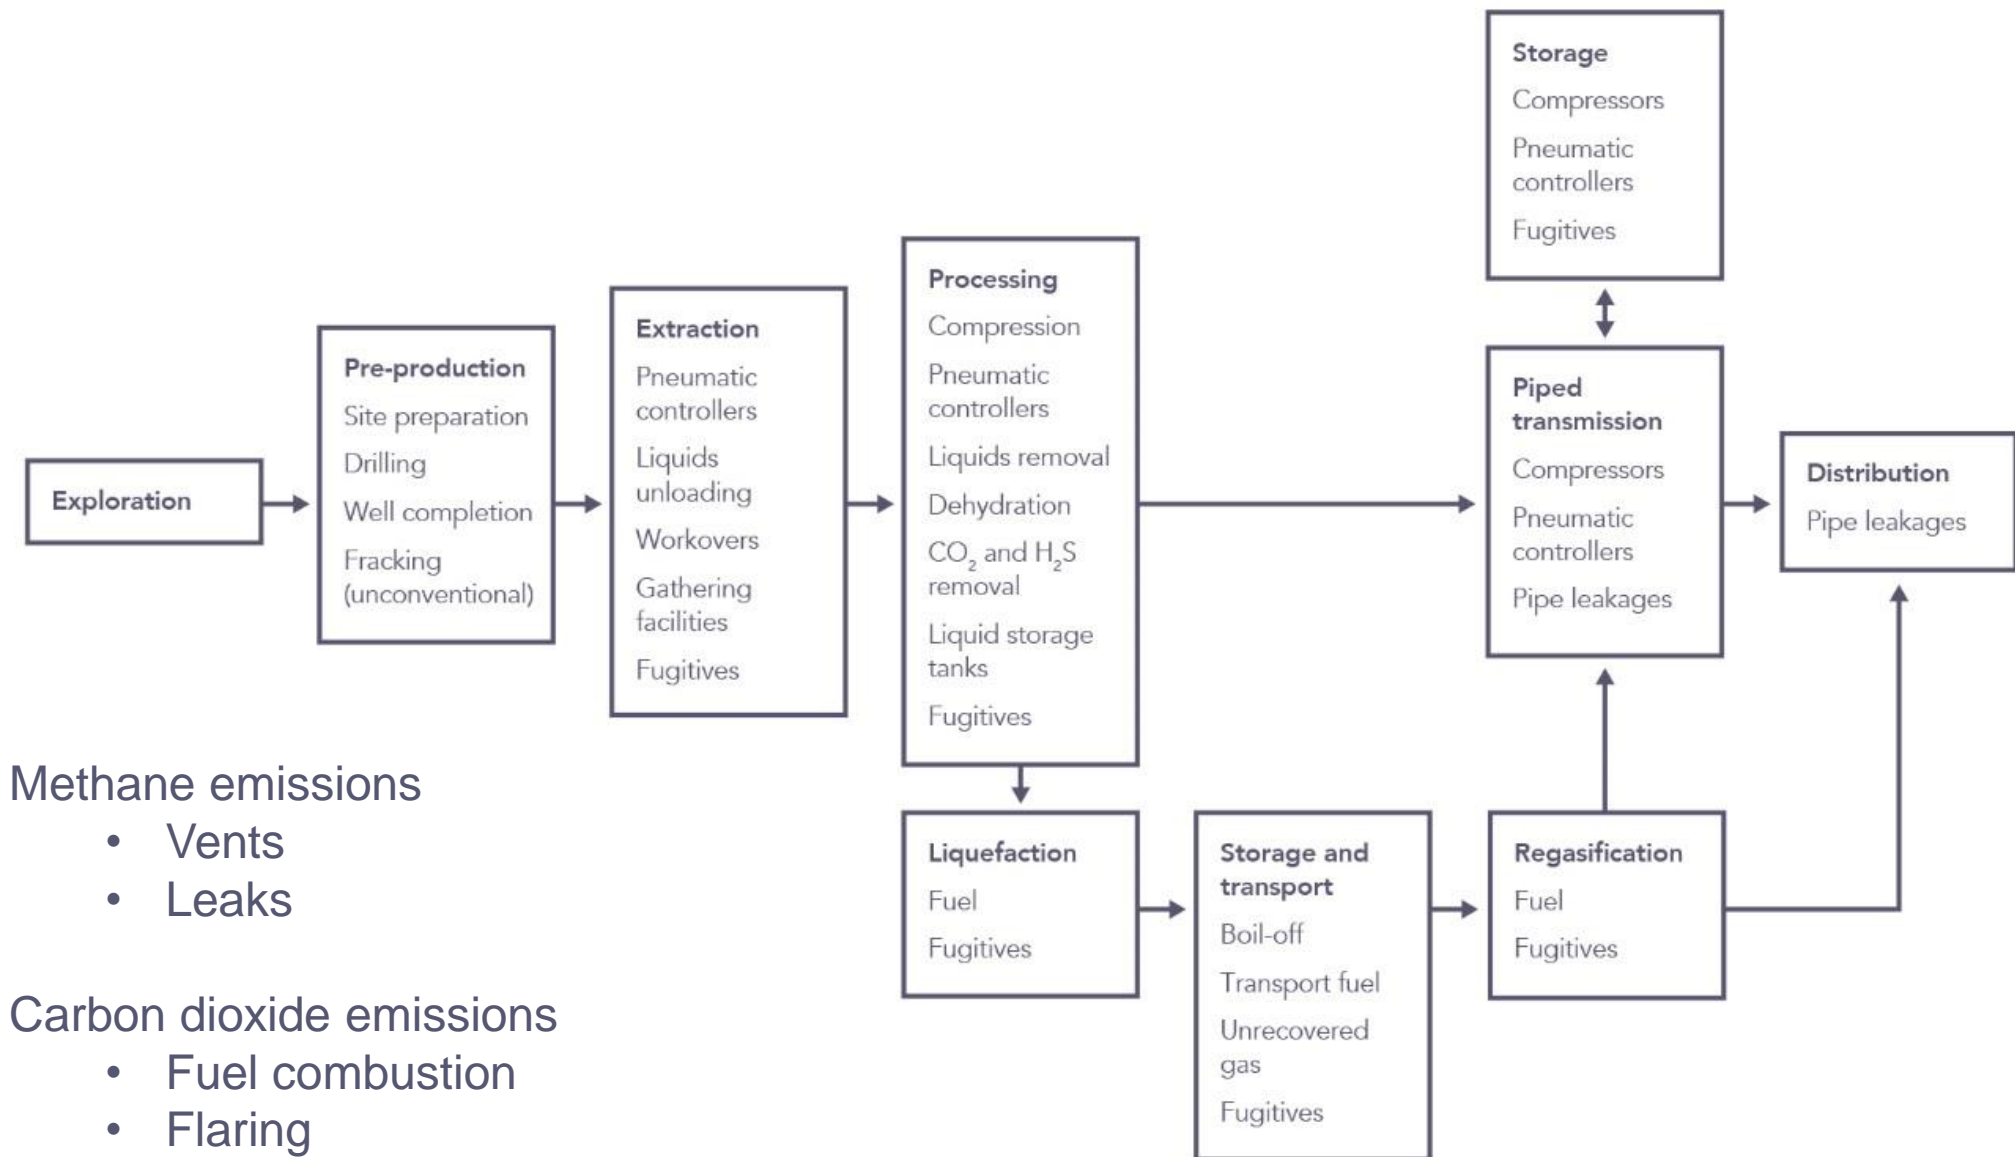 Exploration
Pre-production
Site preparation
Drilling
Well completion
Fracking
(unconventional)
Extraction
Pneumatic
controllers
Liquids
unloading
Workovers
Gathering
facilities
Fugitives
Processing
Compression
Pneumatic
controllers
Liquids removal
Dehydration
CO₂ and H₂S
removal
Liquid storage
tanks
Fugitives
Storage
Compressors
Pneumatic
controllers
Fugitives
Piped
transmission
Compressors
Pneumatic
controllers
Pipe leakages
Distribution
Pipe leakages
Liquefaction
Fuel
Fugitives
Storage and
transport
Boil-off
Transport fuel
Unrecovered
gas
Fugitives
Regasification
Fuel
Fugitives
Methane emissions
• Vents
• Leaks
Carbon dioxide emissions
• Fuel combustion
• Flaring